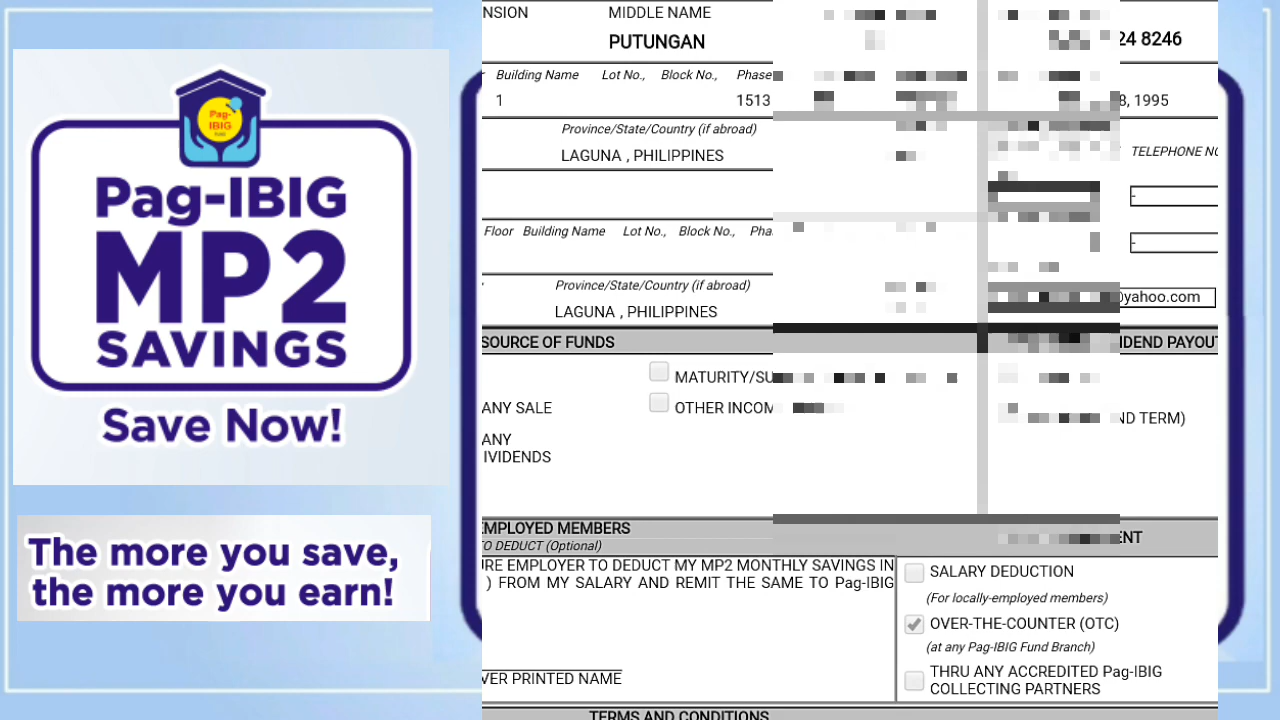 Pag-IBIG
FUND
Pag-IBIG
MP2
SAVINGS
Save Now!
The more you save,
the more you earn!
NSION MIDDLE NAME
PUTUNGAN 24 8246
Building Name Lot No., Block No., Phase
1 1513 8, 1995
Province/State/Country (if abroad)
LAGUNA , PHILIPPINES TELEPHONE NO
-
Floor Building Name Lot No., Block No., Pha
-
Province/State/Country (if abroad)
LAGUNA , PHILIPPINES @yahoo.com
SOURCE OF FUNDS IDEND PAYOUT
MATURITY/SU
ANY SALE OTHER INCOM ND TERM)
ANY
IVIDENDS
EMPLOYED MEMBERS ENT
TO DEDUCT (Optional)
URE EMPLOYER TO DEDUCT MY MP2 MONTHLY SAVINGS IN
) FROM MY SALARY AND REMIT THE SAME TO Pag-IBIG
SALARY DEDUCTION
(For locally-employed members)
OVER-THE-COUNTER (OTC)
(at any Pag-IBIG Fund Branch)
THRU ANY ACCREDITED Pag-IBIG
COLLECTING PARTNERS
VER PRINTED NAME
TERMS AND CONDITIONS